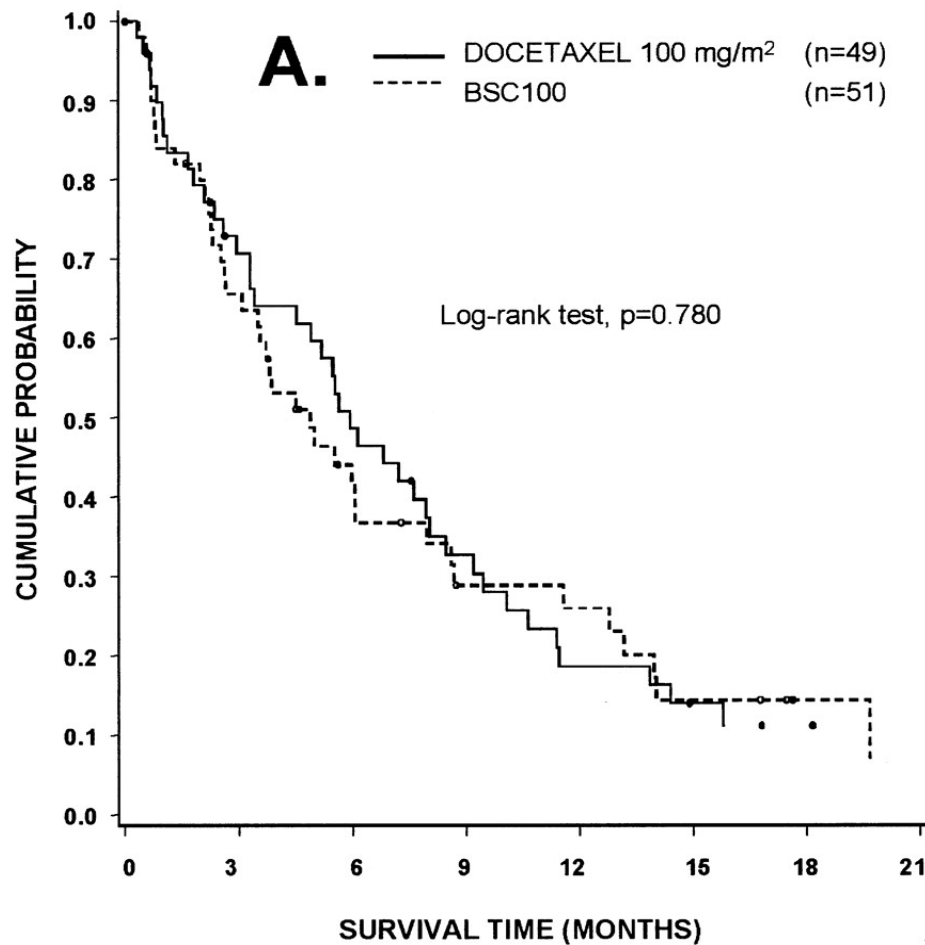 A.
DOCETAXEL 100 mg/m² (n=49)
BSC100 (n=51)
Log-rank test, p=0.780
CUMULATIVE PROBABILITY
1.0
0.9
0.8
0.7
0.6
0.5
0.4
0.3
0.2
0.1
0.0
0 3 6 9 12 15 18 21
SURVIVAL TIME (MONTHS)